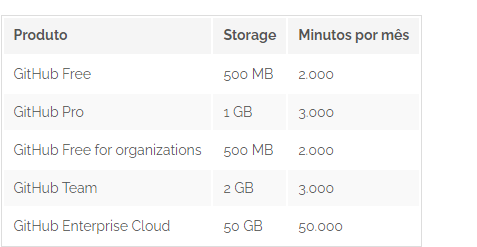 Produto Storage Minutos por mês
GitHub Free 500 MB 2.000
GitHub Pro 1 GB 3.000
GitHub Free for organizations 500 MB 2.000
GitHub Team 2 GB 3.000
GitHub Enterprise Cloud 50 GB 50.000